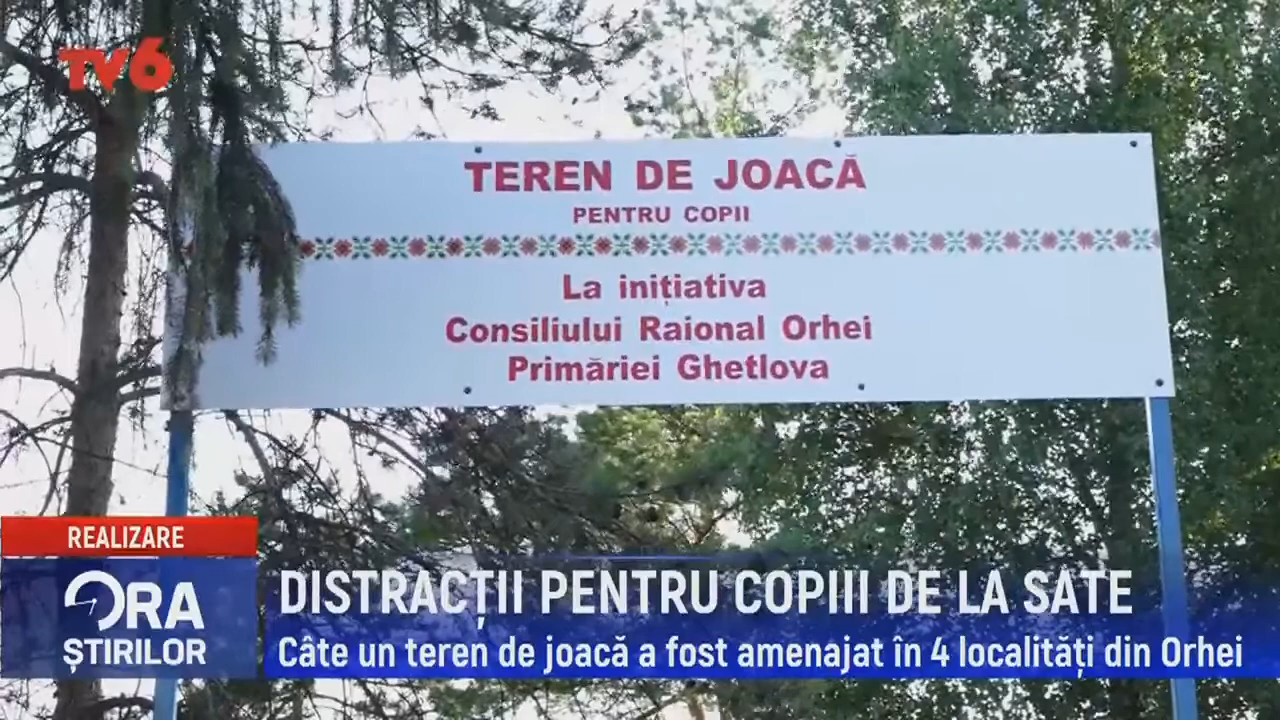 TV6
TEREN DE JOACĂ
PENTRU COPII
La inițiativa
Consiliului Raional Orhei
Primăriei Ghetlova
REALIZARE
ORA
ȘTIRILOR
DISTRACȚII PENTRU COPIII DE LA SATE
Câte un teren de joacă a fost amenajat în 4 localități din Orhei